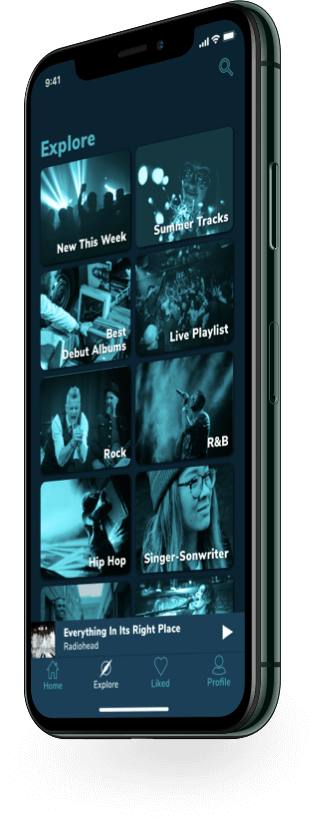 9:41
Explore
New This Week
Summer Tracks
Best
Debut Albums
Live Playlist
Rock
R&B
Hip Hop
Singer-Sonwriter
Everything In Its Right Place
Radiohead
Home
Explore
Liked
Profile